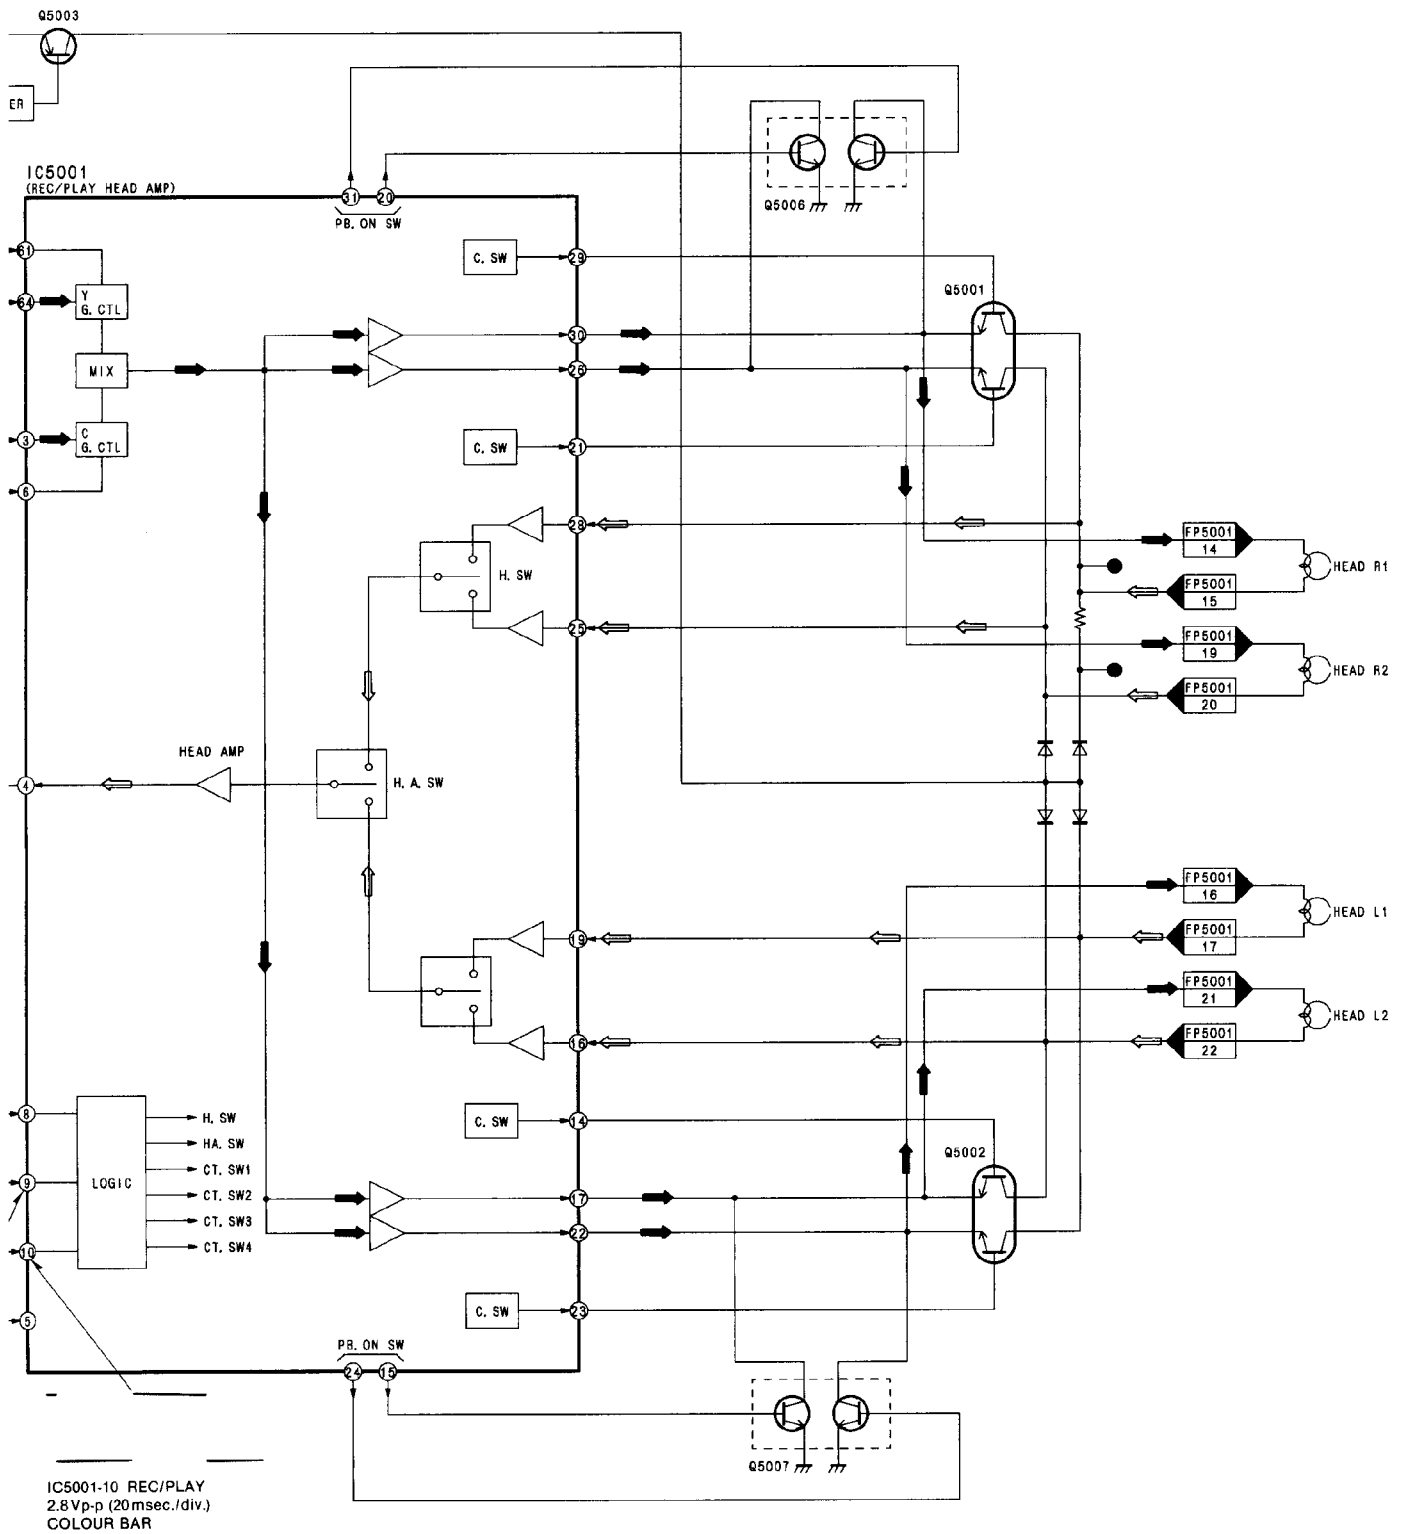 Q5003
ER
IC5001
(REC/PLAY HEAD AMP)
31 20
PB. ON SW
Q5006
61
64
Y
G. CTL
MIX
3
C
G. CTL
6
C. SW
29
Q5001
30
26
C. SW
21
28
H. SW
25
FP5001
14
HEAD R1
FP5001
15
FP5001
19
HEAD R2
FP5001
20
HEAD AMP
4
H. A. SW
FP5001
16
HEAD L1
19
FP5001
17
FP5001
21
HEAD L2
16
FP5001
22
8
9
10
5
LOGIC
H. SW
HA. SW
CT. SW1
CT. SW2
CT. SW3
CT. SW4
C. SW
14
Q5002
17
22
C. SW
23
PB. ON SW
24 15
Q5007
IC5001-10 REC/PLAY
2.8Vp-p (20msec./div.)
COLOUR BAR